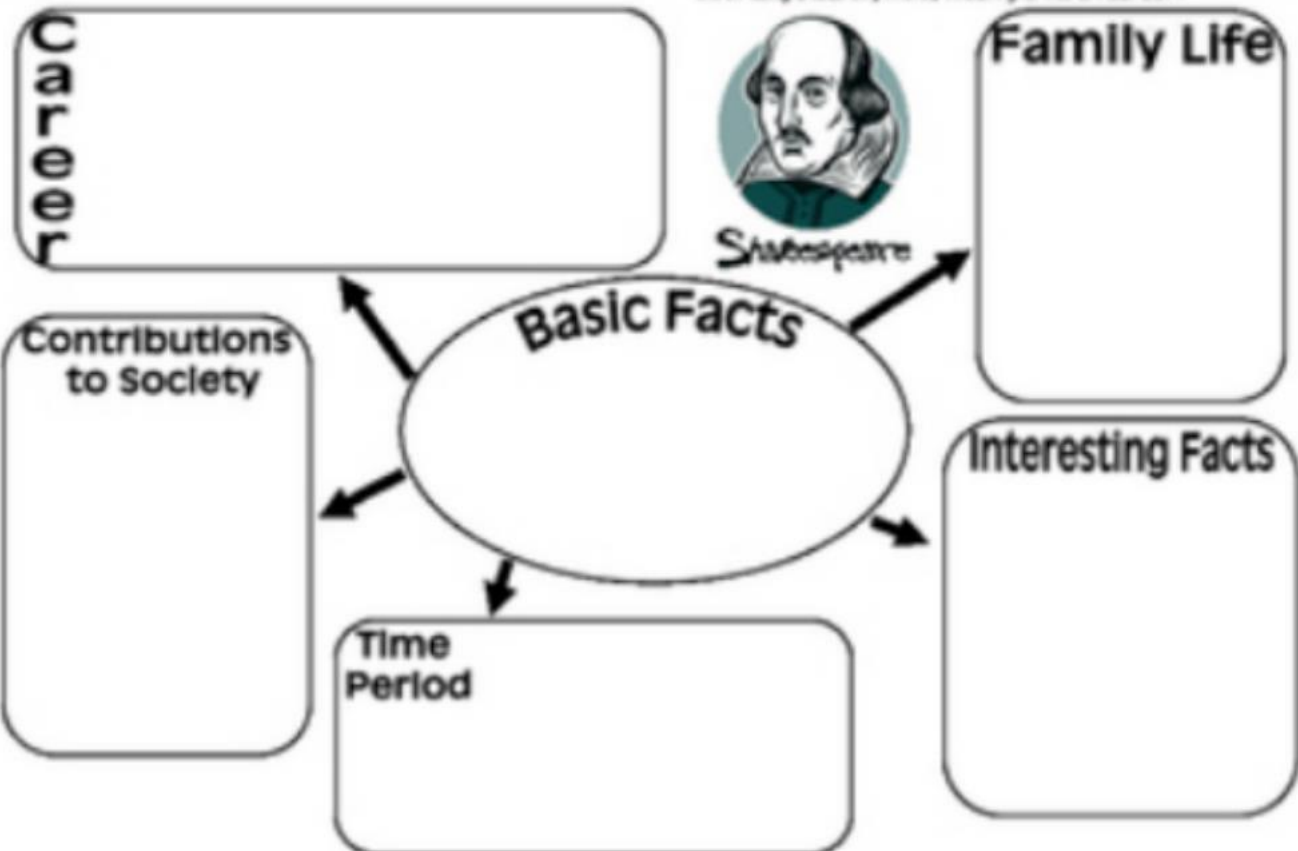 Career
Family Life
Shakespeare
Basic Facts
Contributions
to Society
Interesting Facts
Time
Period